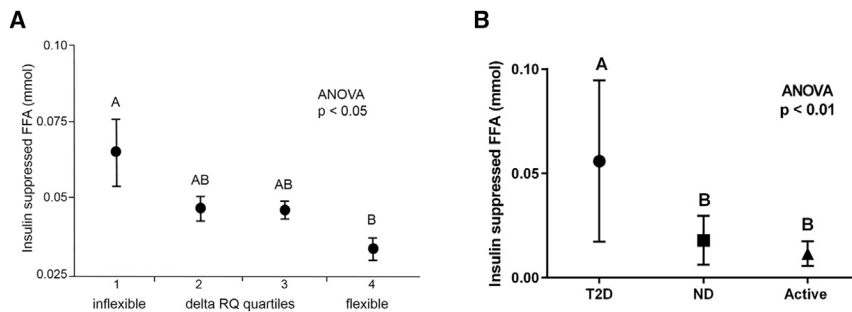 A
Insulin suppressed FFA (mmol)
0.10
0.075
0.05
0.025
A
AB
AB
B
ANOVA
p < 0.05
1 2 3 4
inflexible delta RQ quartiles flexible
B
Insulin suppressed FFA (mmol)
0.10
0.05
0.00
A
B
B
ANOVA
p < 0.01
T2D ND Active